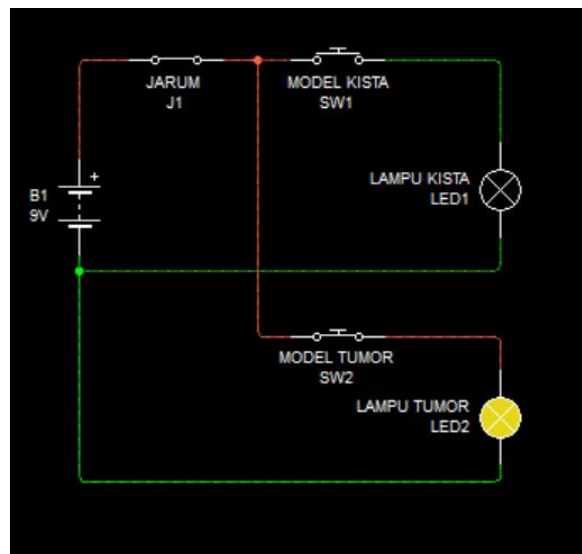 JARUM
J1
MODEL KISTA
SW1
+
B1
9V
LAMPU KISTA
LED1
MODEL TUMOR
SW2
LAMPU TUMOR
LED2